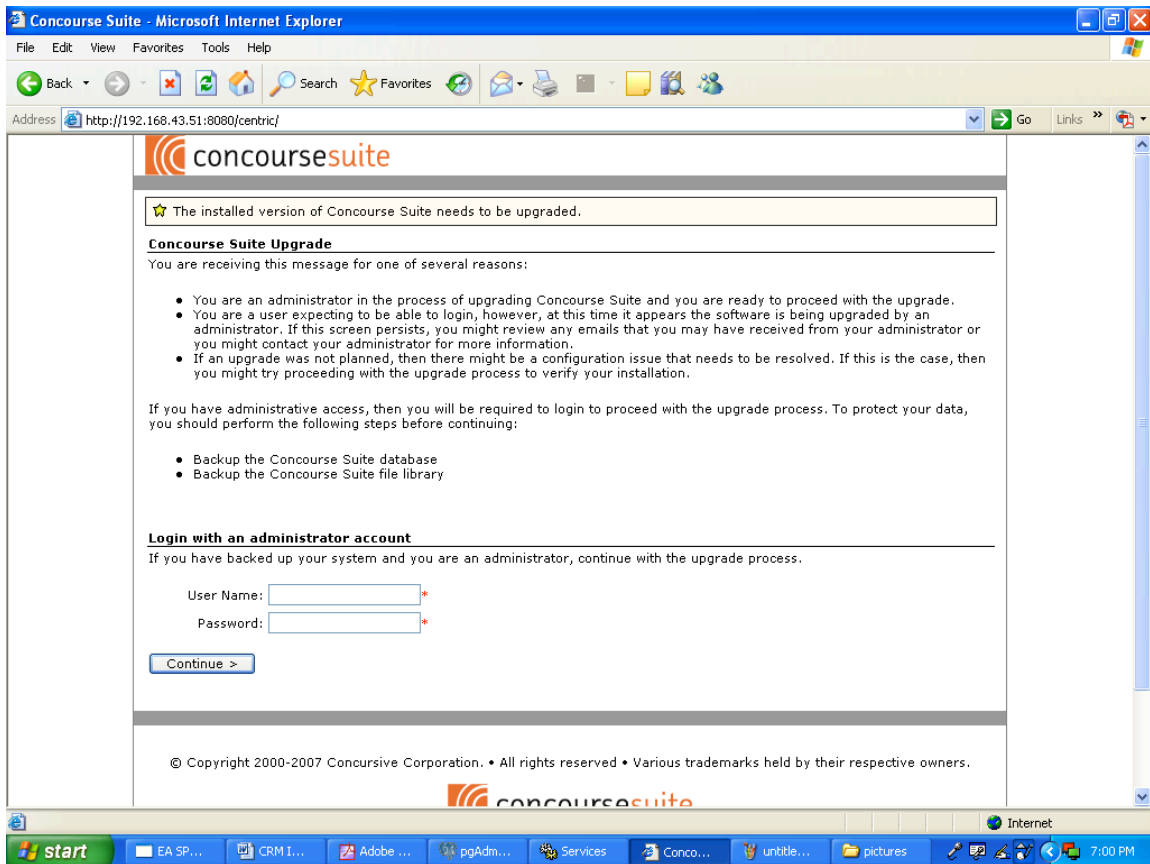 Concourse Suite - Microsoft Internet Explorer
File Edit View Favorites Tools Help
Back Search Favorites
Address http://192.168.43.51:8080/centric/ Go Links »
concoursesuite
The installed version of Concourse Suite needs to be upgraded.
Concourse Suite Upgrade
You are receiving this message for one of several reasons:
• You are an administrator in the process of upgrading Concourse Suite and you are ready to proceed with the upgrade.
• You are a user expecting to be able to login, however, at this time it appears the software is being upgraded by an
administrator. If this screen persists, you might review any emails that you may have received from your administrator or
you might contact your administrator for more information.
• If an upgrade was not planned, then there might be a configuration issue that needs to be resolved. If this is the case, then
you might try proceeding with the upgrade process to verify your installation.
If you have administrative access, then you will be required to login to proceed with the upgrade process. To protect your data,
you should perform the following steps before continuing:
• Backup the Concourse Suite database
• Backup the Concourse Suite file library
Login with an administrator account
If you have backed up your system and you are an administrator, continue with the upgrade process.
User Name: *
Password: *
Continue >
© Copyright 2000-2007 Concursive Corporation. • All rights reserved • Various trademarks held by their respective owners.
concoursesuite
Internet
start EA SP... CRM I... Adobe ... pgAdm... Services Conco... untitle... pictures 7:00 PM